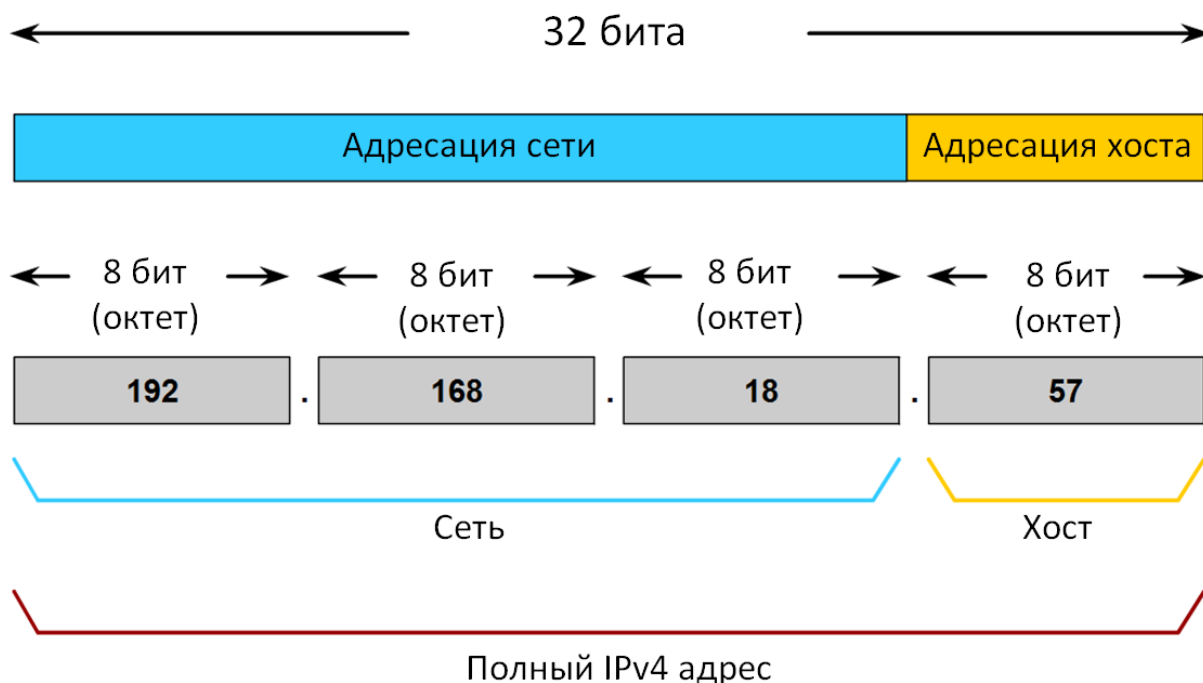 32 бита
Адресация сети Адресация хоста
8 бит 8 бит 8 бит 8 бит
(октет) (октет) (октет) (октет)
192 . 168 . 18 . 57
Сеть Хост
Полный IPv4 адрес